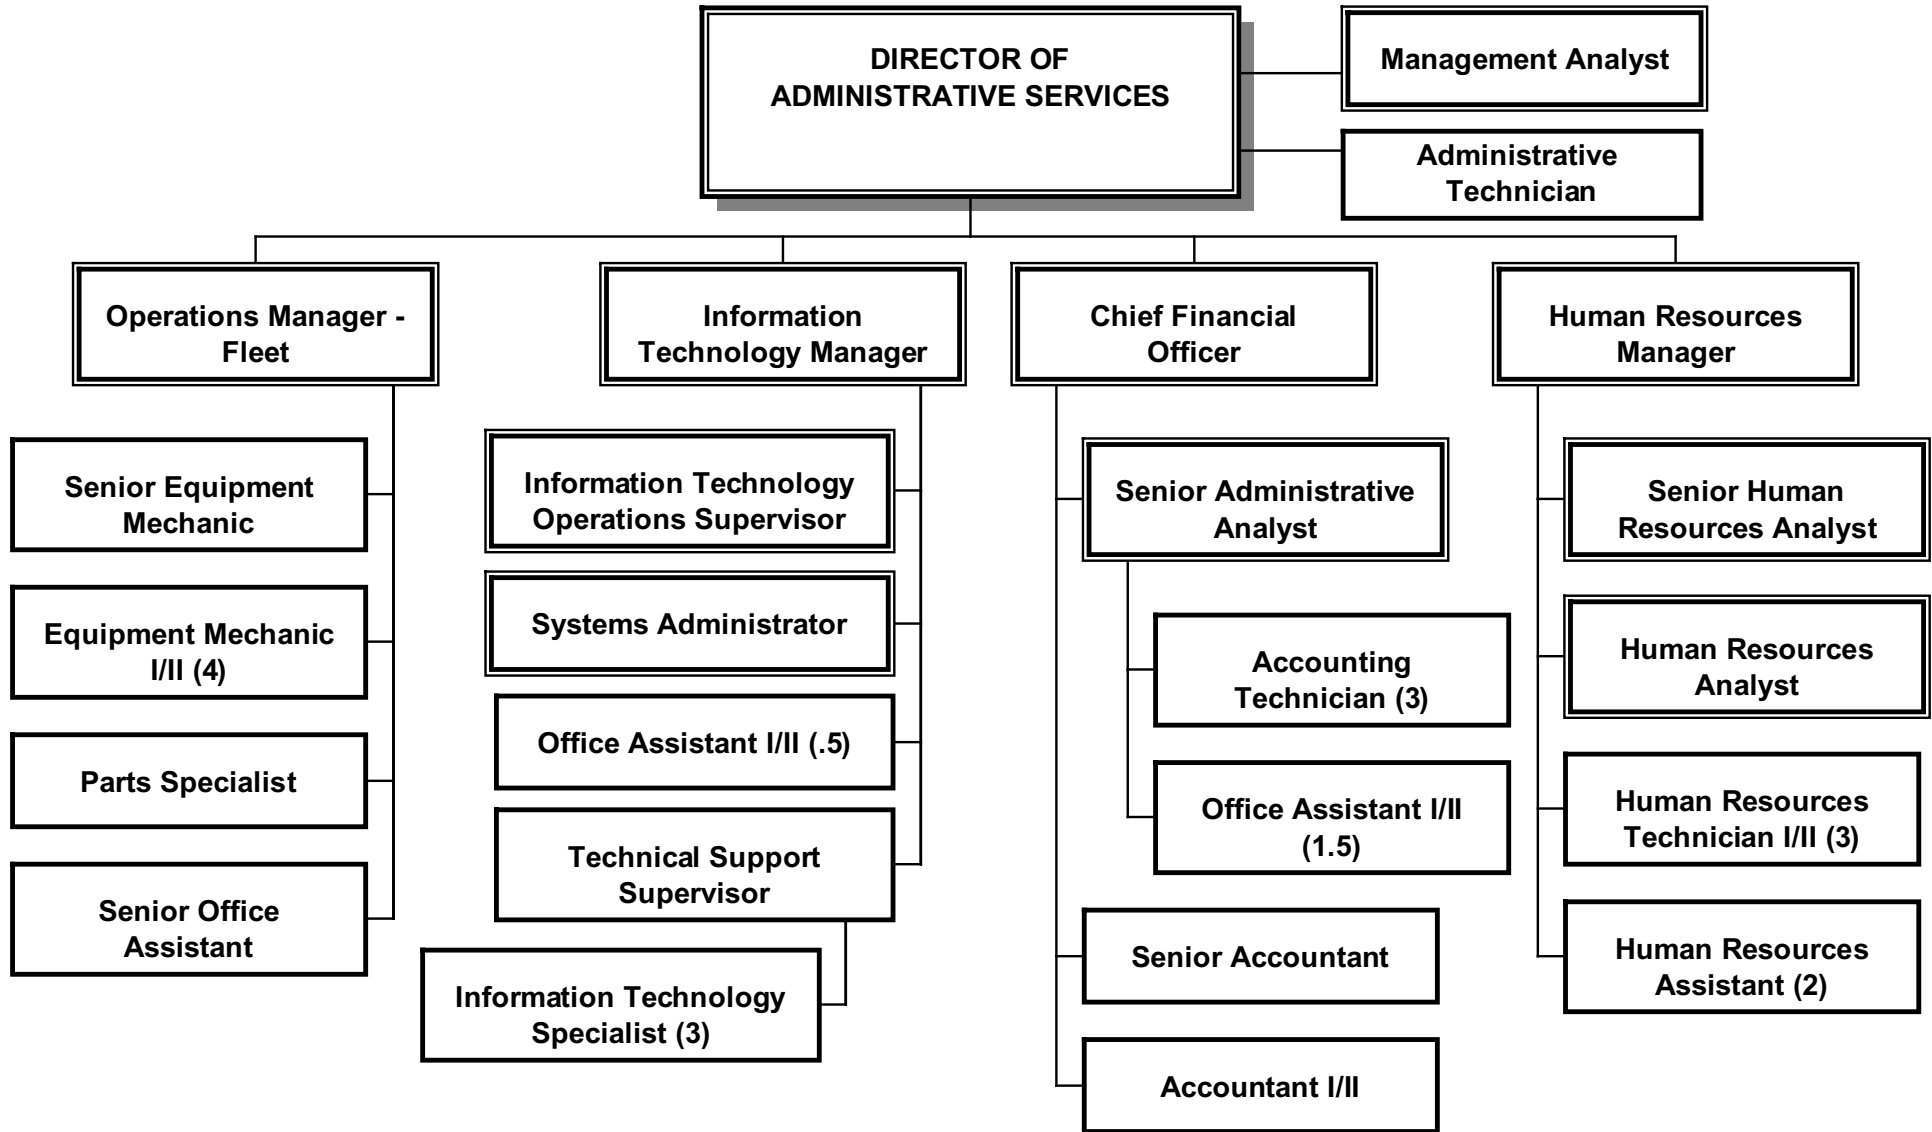 DIRECTOR OF
ADMINISTRATIVE SERVICES
Management Analyst
Administrative
Technician
Operations Manager -
Fleet
Information
Technology Manager
Chief Financial
Officer
Human Resources
Manager
Senior Equipment
Mechanic
Equipment Mechanic
I/II (4)
Parts Specialist
Senior Office
Assistant
Information Technology
Operations Supervisor
Systems Administrator
Office Assistant I/II (.5)
Technical Support
Supervisor
Information Technology
Specialist (3)
Senior Administrative
Analyst
Accounting
Technician (3)
Office Assistant I/II
(1.5)
Senior Accountant
Accountant I/II
Senior Human
Resources Analyst
Human Resources
Analyst
Human Resources
Technician I/II (3)
Human Resources
Assistant (2)